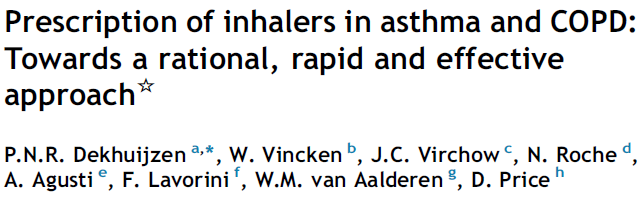 Prescription of inhalers in asthma and COPD:
Towards a rational, rapid and effective
approach☆
P.N.R. Dekhuijzen a,*, W. Vincken b, J.C. Virchow c, N. Roche d,
A. Agusti e, F. Lavorini f, W.M. van Aalderen g, D. Price h